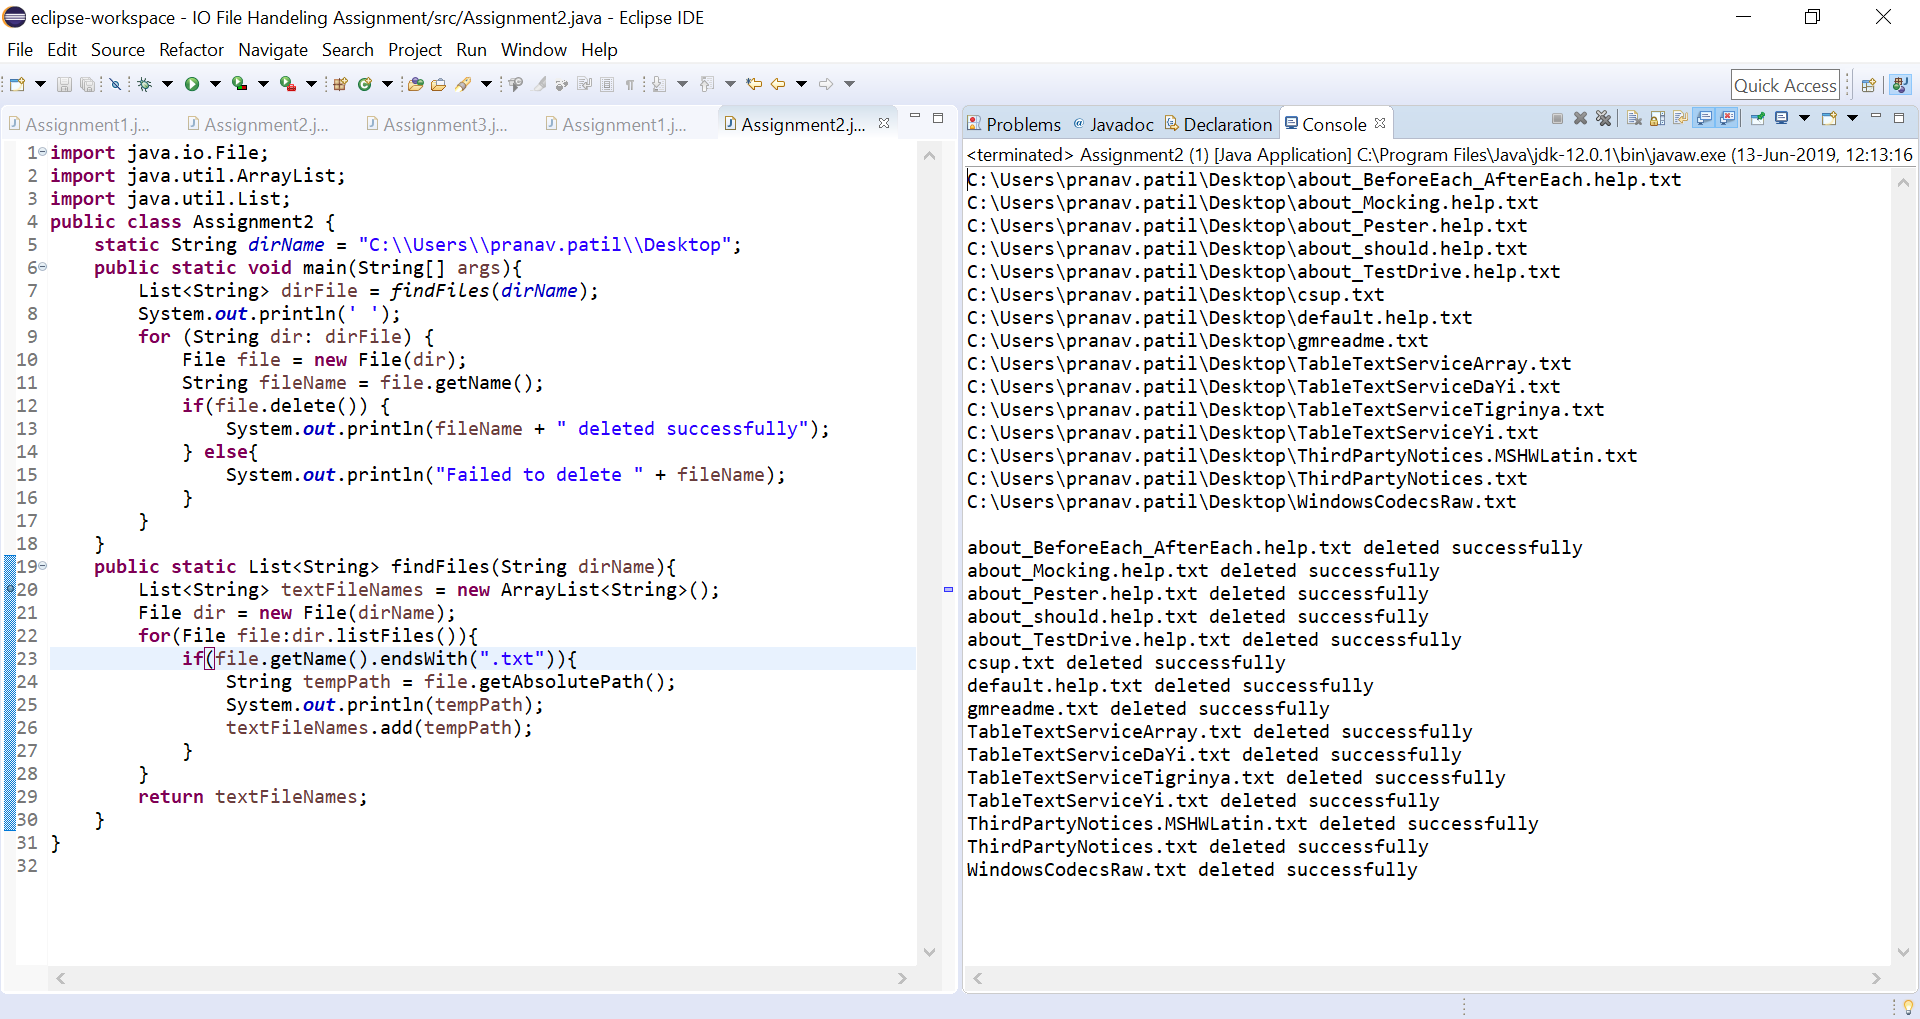 eclipse-workspace - IO File Handeling Assignment/src/Assignment2.java - Eclipse IDE
File Edit Source Refactor Navigate Search Project Run Window Help
Quick Access
Assignment1.j... Assignment2.j... Assignment3.j... Assignment1.j... Assignment2.j...
1 import java.io.File;
2 import java.util.ArrayList;
3 import java.util.List;
4 public class Assignment2 {
5     static String dirName = "C:\\Users\\pranav.patil\\Desktop";
6     public static void main(String[] args){
7         List<String> dirFile = findFiles(dirName);
8         System.out.println(' ');
9         for (String dir: dirFile) {
10             File file = new File(dir);
11             String fileName = file.getName();
12             if(file.delete()) {
13                 System.out.println(fileName + " deleted successfully");
14             } else{
15                 System.out.println("Failed to delete " + fileName);
16             }
17         }
18     }
19     public static List<String> findFiles(String dirName){
20         List<String> textFileNames = new ArrayList<String>();
21         File dir = new File(dirName);
22         for(File file:dir.listFiles()){
23             if(file.getName().endsWith(".txt")){
24                 String tempPath = file.getAbsolutePath();
25                 System.out.println(tempPath);
26                 textFileNames.add(tempPath);
27             }
28         }
29         return textFileNames;
30     }
31 }
32
Problems Javadoc Declaration Console
<terminated> Assignment2 (1) [Java Application] C:\Program Files\Java\jdk-12.0.1\bin\javaw.exe (13-Jun-2019, 12:13:16
C:\Users\pranav.patil\Desktop\about_BeforeEach_AfterEach.help.txt
C:\Users\pranav.patil\Desktop\about_Mocking.help.txt
C:\Users\pranav.patil\Desktop\about_Pester.help.txt
C:\Users\pranav.patil\Desktop\about_should.help.txt
C:\Users\pranav.patil\Desktop\about_TestDrive.help.txt
C:\Users\pranav.patil\Desktop\csup.txt
C:\Users\pranav.patil\Desktop\default.help.txt
C:\Users\pranav.patil\Desktop\gmreadme.txt
C:\Users\pranav.patil\Desktop\TableTextServiceArray.txt
C:\Users\pranav.patil\Desktop\TableTextServiceDaYi.txt
C:\Users\pranav.patil\Desktop\TableTextServiceTigrinya.txt
C:\Users\pranav.patil\Desktop\TableTextServiceYi.txt
C:\Users\pranav.patil\Desktop\ThirdPartyNotices.MSHWLatin.txt
C:\Users\pranav.patil\Desktop\ThirdPartyNotices.txt
C:\Users\pranav.patil\Desktop\WindowsCodecsRaw.txt
about_BeforeEach_AfterEach.help.txt deleted successfully
about_Mocking.help.txt deleted successfully
about_Pester.help.txt deleted successfully
about_should.help.txt deleted successfully
about_TestDrive.help.txt deleted successfully
csup.txt deleted successfully
default.help.txt deleted successfully
gmreadme.txt deleted successfully
TableTextServiceArray.txt deleted successfully
TableTextServiceDaYi.txt deleted successfully
TableTextServiceTigrinya.txt deleted successfully
TableTextServiceYi.txt deleted successfully
ThirdPartyNotices.MSHWLatin.txt deleted successfully
ThirdPartyNotices.txt deleted successfully
WindowsCodecsRaw.txt deleted successfully